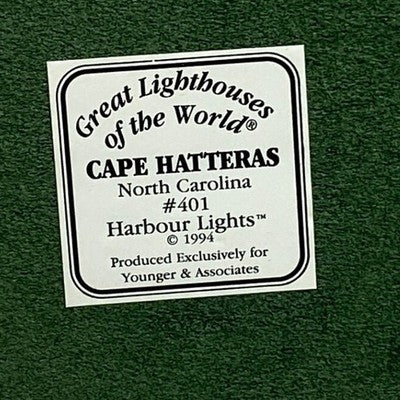 Great Lighthouses
of the World®
CAPE HATTERAS
North Carolina
#401
Harbour Lights™
© 1994
Produced Exclusively for
Younger & Associates